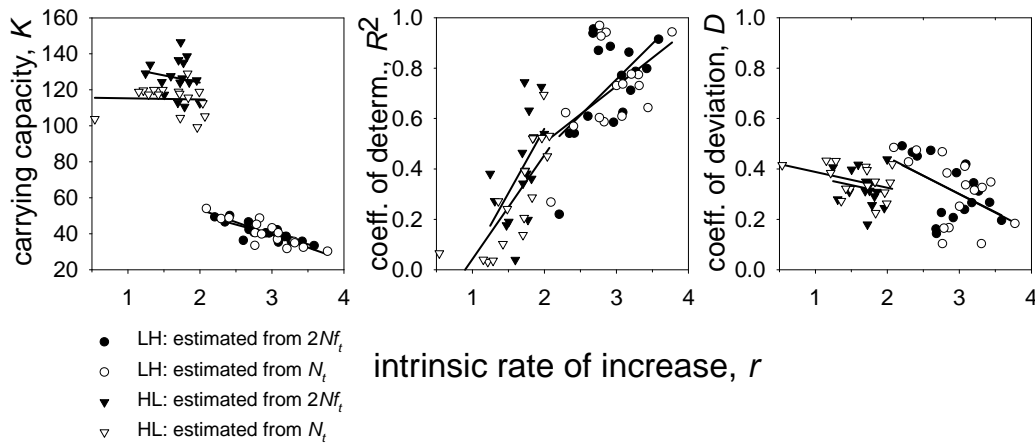 carrying capacity, K
160
140
120
100
80
60
40
20
1 2 3 4
coeff. of determ., R²
1.0
0.8
0.6
0.4
0.2
0.0
1 2 3 4
coeff. of deviation, D
1.0
0.8
0.6
0.4
0.2
0.0
1 2 3 4
LH: estimated from 2Nfₜ
LH: estimated from Nₜ
HL: estimated from 2Nfₜ
HL: estimated from Nₜ
intrinsic rate of increase, r